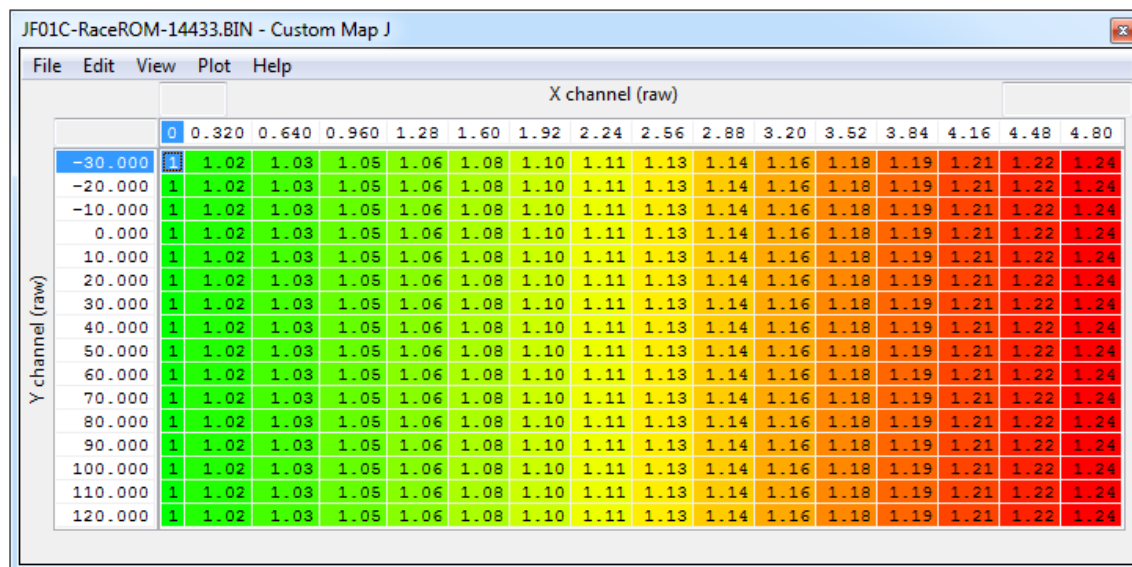 JF01C-RaceROM-14433.BIN - Custom Map J
File Edit View Plot Help
X channel (raw)
0 0.320 0.640 0.960 1.28 1.60 1.92 2.24 2.56 2.88 3.20 3.52 3.84 4.16 4.48 4.80
Y channel (raw)
-30.000 1 1.02 1.03 1.05 1.06 1.08 1.10 1.11 1.13 1.14 1.16 1.18 1.19 1.21 1.22 1.24
-20.000 1 1.02 1.03 1.05 1.06 1.08 1.10 1.11 1.13 1.14 1.16 1.18 1.19 1.21 1.22 1.24
-10.000 1 1.02 1.03 1.05 1.06 1.08 1.10 1.11 1.13 1.14 1.16 1.18 1.19 1.21 1.22 1.24
0.000 1 1.02 1.03 1.05 1.06 1.08 1.10 1.11 1.13 1.14 1.16 1.18 1.19 1.21 1.22 1.24
10.000 1 1.02 1.03 1.05 1.06 1.08 1.10 1.11 1.13 1.14 1.16 1.18 1.19 1.21 1.22 1.24
20.000 1 1.02 1.03 1.05 1.06 1.08 1.10 1.11 1.13 1.14 1.16 1.18 1.19 1.21 1.22 1.24
30.000 1 1.02 1.03 1.05 1.06 1.08 1.10 1.11 1.13 1.14 1.16 1.18 1.19 1.21 1.22 1.24
40.000 1 1.02 1.03 1.05 1.06 1.08 1.10 1.11 1.13 1.14 1.16 1.18 1.19 1.21 1.22 1.24
50.000 1 1.02 1.03 1.05 1.06 1.08 1.10 1.11 1.13 1.14 1.16 1.18 1.19 1.21 1.22 1.24
60.000 1 1.02 1.03 1.05 1.06 1.08 1.10 1.11 1.13 1.14 1.16 1.18 1.19 1.21 1.22 1.24
70.000 1 1.02 1.03 1.05 1.06 1.08 1.10 1.11 1.13 1.14 1.16 1.18 1.19 1.21 1.22 1.24
80.000 1 1.02 1.03 1.05 1.06 1.08 1.10 1.11 1.13 1.14 1.16 1.18 1.19 1.21 1.22 1.24
90.000 1 1.02 1.03 1.05 1.06 1.08 1.10 1.11 1.13 1.14 1.16 1.18 1.19 1.21 1.22 1.24
100.000 1 1.02 1.03 1.05 1.06 1.08 1.10 1.11 1.13 1.14 1.16 1.18 1.19 1.21 1.22 1.24
110.000 1 1.02 1.03 1.05 1.06 1.08 1.10 1.11 1.13 1.14 1.16 1.18 1.19 1.21 1.22 1.24
120.000 1 1.02 1.03 1.05 1.06 1.08 1.10 1.11 1.13 1.14 1.16 1.18 1.19 1.21 1.22 1.24